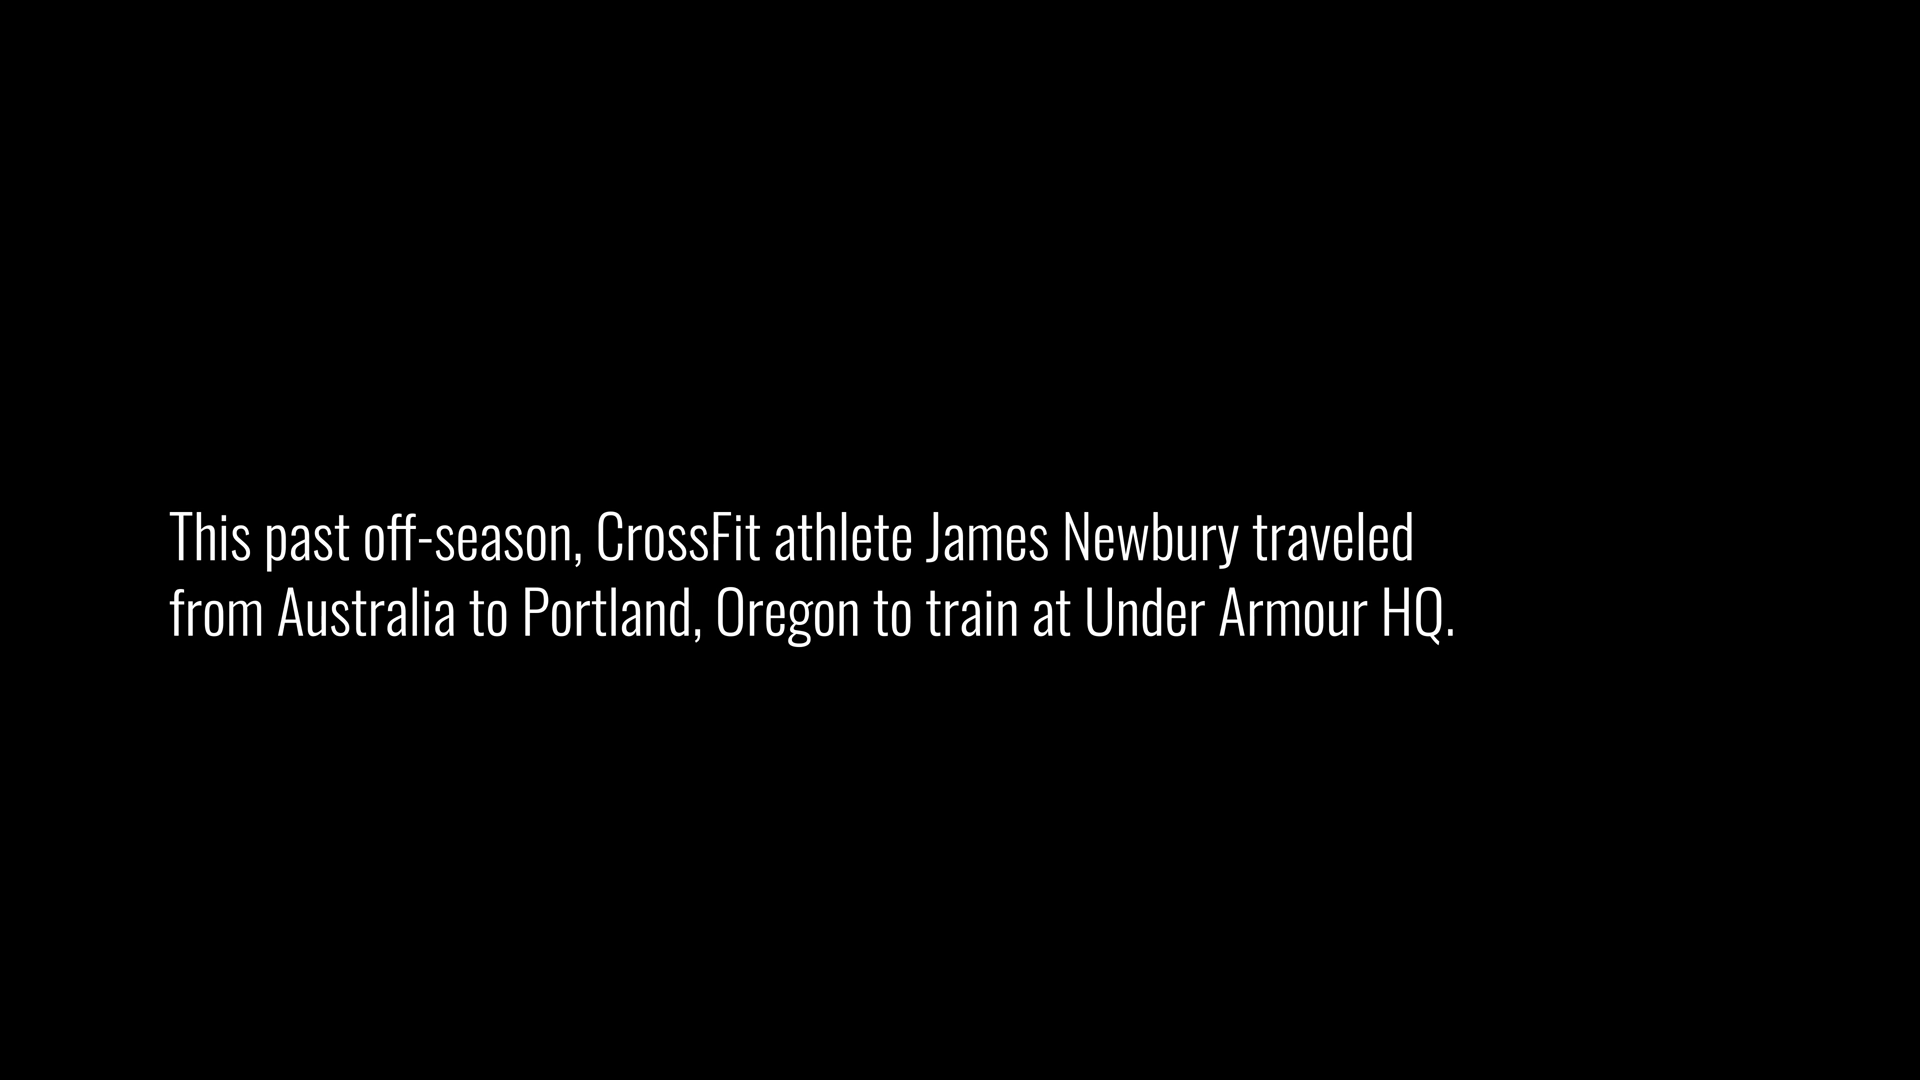 This past off-season, CrossFit athlete James Newbury traveled
from Australia to Portland, Oregon to train at Under Armour HQ.